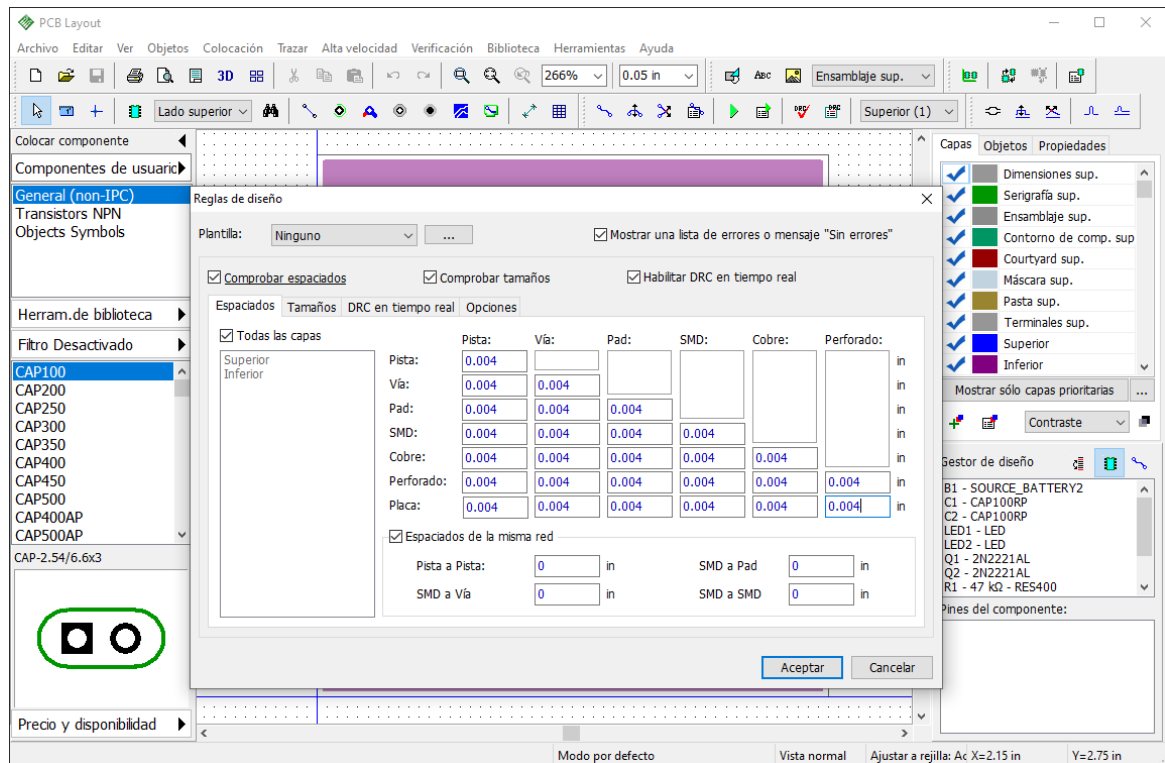 PCB Layout
Archivo Editar Ver Objetos Colocación Trazar Alta velocidad Verificación Biblioteca Herramientas Ayuda
3D 266% 0.05 in ABC Ensamblaje sup.
Lado superior A DRC DRC Superior (1)
Colocar componente
Componentes de usuario
General (non-IPC)
Transistors NPN
Objects Symbols
Herram.de biblioteca
Filtro Desactivado
CAP100
CAP200
CAP250
CAP300
CAP350
CAP400
CAP450
CAP500
CAP400AP
CAP500AP
CAP-2.54/6.6x3
Precio y disponibilidad
Reglas de diseño
Plantilla: Ninguno ... Mostrar una lista de errores o mensaje "Sin errores"
Comprobar espaciados Comprobar tamaños Habilitar DRC en tiempo real
Espaciados Tamaños DRC en tiempo real Opciones
Todas las capas
Superior
Inferior
Pista: Vía: Pad: SMD: Cobre: Perforado:
Pista: 0.004 in
Vía: 0.004 0.004 in
Pad: 0.004 0.004 0.004 in
SMD: 0.004 0.004 0.004 0.004 in
Cobre: 0.004 0.004 0.004 0.004 0.004 in
Perforado: 0.004 0.004 0.004 0.004 0.004 0.004 in
Placa: 0.004 0.004 0.004 0.004 0.004 0.004 in
Espaciados de la misma red
Pista a Pista: 0 in SMD a Pad 0 in
SMD a Vía 0 in SMD a SMD 0 in
Aceptar Cancelar
Capas Objetos Propiedades
Dimensiones sup.
Serigrafía sup.
Ensamblaje sup.
Contorno de comp. sup
Courtyard sup.
Máscara sup.
Pasta sup.
Terminales sup.
Superior
Inferior
Mostrar sólo capas prioritarias ...
Contraste
Gestor de diseño
B1 - SOURCE_BATTERY2
C1 - CAP100RP
C2 - CAP100RP
LED1 - LED
LED2 - LED
Q1 - 2N2221AL
Q2 - 2N2221AL
R1 - 47 kΩ - RES400
Pines del componente:
Modo por defecto Vista normal Ajustar a rejilla: Ac X=2.15 in Y=2.75 in